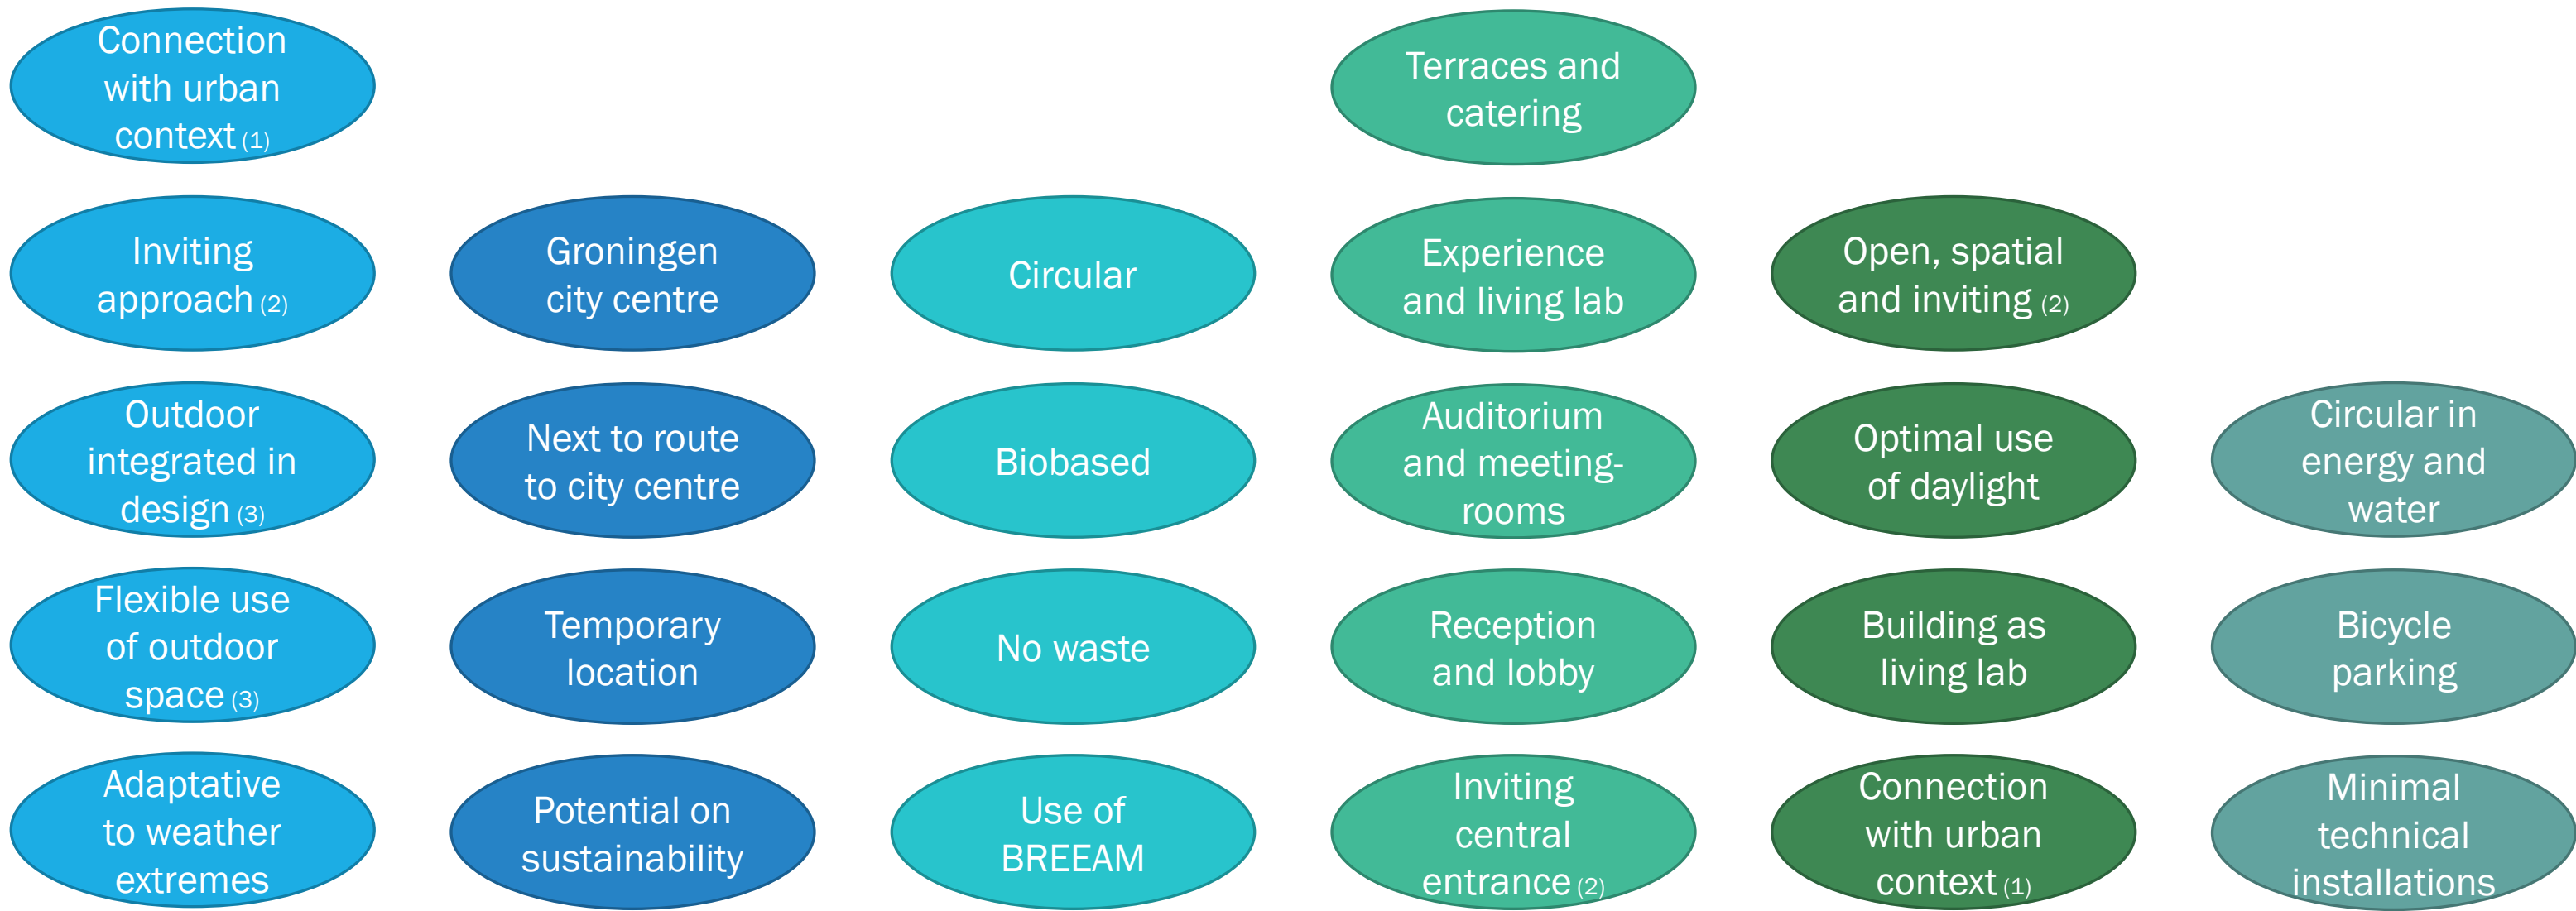 Connection
with urban
context (1)
Terraces and
catering
Inviting
approach (2)
Groningen
city centre
Circular
Experience
and living lab
Open, spatial
and inviting (2)
Outdoor
integrated in
design (3)
Next to route
to city centre
Biobased
Auditorium
and meeting-
rooms
Optimal use
of daylight
Circular in
energy and
water
Flexible use
of outdoor
space (3)
Temporary
location
No waste
Reception
and lobby
Building as
living lab
Bicycle
parking
Adaptative
to weather
extremes
Potential on
sustainability
Use of
BREEAM
Inviting
central
entrance (2)
Connection
with urban
context (1)
Minimal
technical
installations